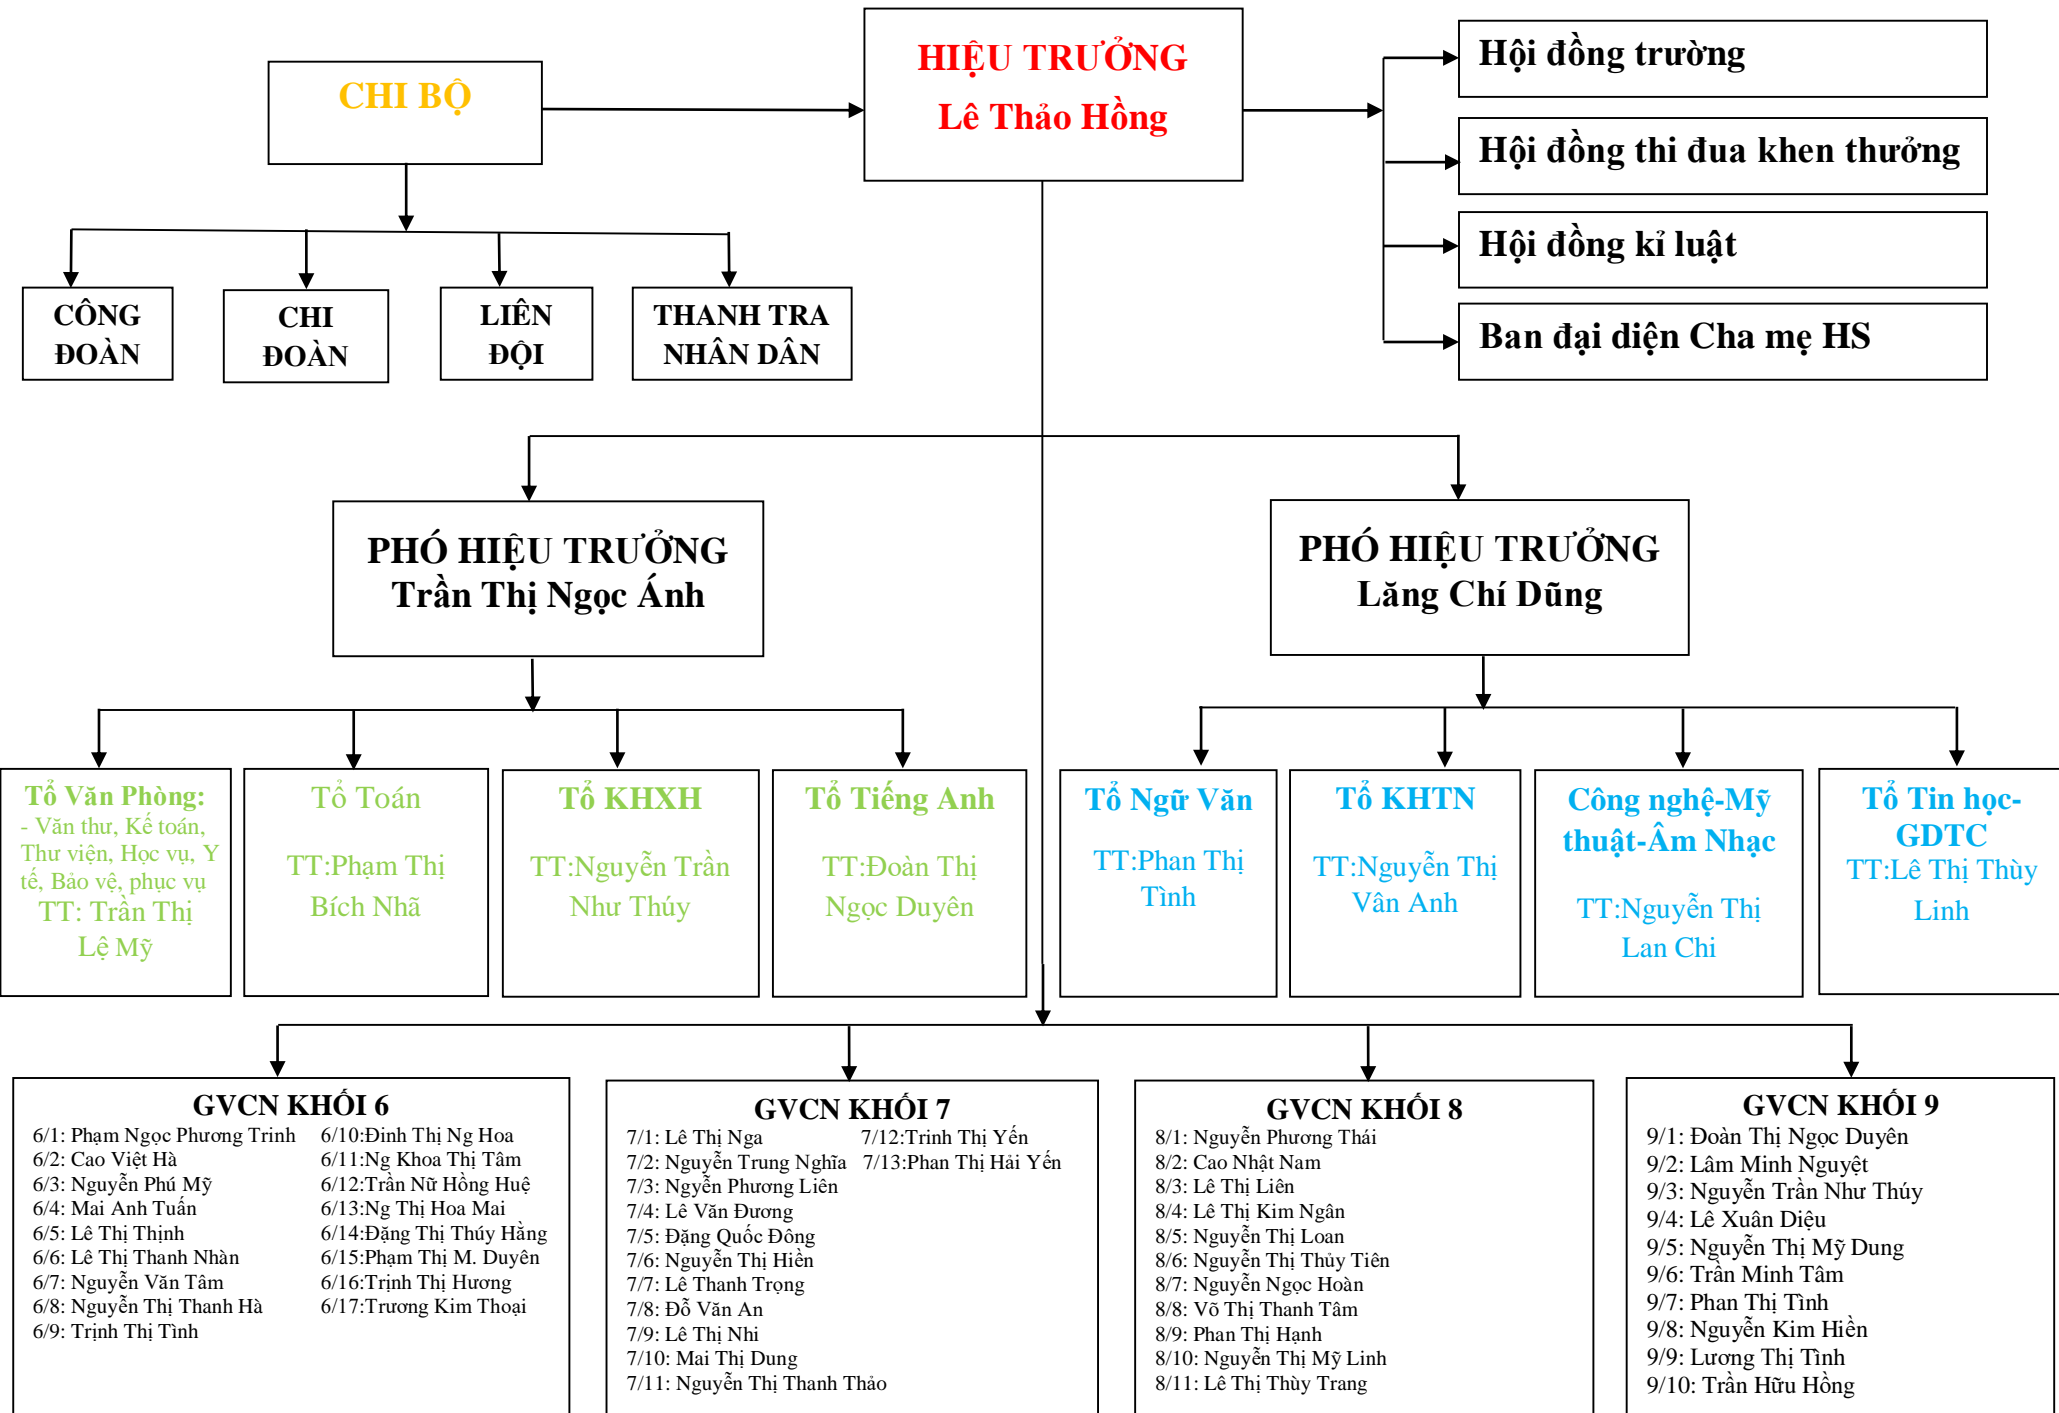 HIỆU TRƯỞNG
Lê Thảo Hồng
CHI BỘ
Hội đồng trường
Hội đồng thi đua khen thưởng
Hội đồng kỉ luật
Ban đại diện Cha mẹ HS
CÔNG
ĐOÀN
CHI
ĐOÀN
LIÊN
ĐỘI
THANH TRA
NHÂN DÂN
PHÓ HIỆU TRƯỞNG
Trần Thị Ngọc Ánh
PHÓ HIỆU TRƯỞNG
Lăng Chí Dũng
Tổ Văn Phòng:
- Văn thư, Kế toán,
Thư viện, Học vụ, Y
tế, Bảo vệ, phục vụ
TT: Trần Thị
Lệ Mỹ
Tổ Toán
TT:Phạm Thị
Bích Nhã
Tổ KHXH
TT:Nguyễn Trần
Như Thúy
Tổ Tiếng Anh
TT:Đoàn Thị
Ngọc Duyên
Tổ Ngữ Văn
TT:Phan Thị
Tình
Tổ KHTN
TT:Nguyễn Thị
Vân Anh
Công nghệ-Mỹ
thuật-Âm Nhạc
TT:Nguyễn Thị
Lan Chi
Tổ Tin học-
GDTC
TT:Lê Thị Thùy
Linh
GVCN KHỐI 6
6/1: Phạm Ngọc Phương Trinh
6/2: Cao Việt Hà
6/3: Nguyễn Phú Mỹ
6/4: Mai Anh Tuấn
6/5: Lê Thị Thịnh
6/6: Lê Thị Thanh Nhàn
6/7: Nguyễn Văn Tâm
6/8: Nguyễn Thị Thanh Hà
6/9: Trịnh Thị Tình
6/10:Đinh Thị Ng Hoa
6/11:Ng Khoa Thị Tâm
6/12:Trần Nữ Hồng Huệ
6/13:Ng Thị Hoa Mai
6/14:Đặng Thị Thúy Hằng
6/15:Phạm Thị M. Duyên
6/16:Trịnh Thị Hương
6/17:Trương Kim Thoại
GVCN KHỐI 7
7/1: Lê Thị Nga
7/2: Nguyễn Trung Nghĩa
7/3: Ngyễn Phương Liên
7/4: Lê Văn Đương
7/5: Đặng Quốc Đông
7/6: Nguyễn Thị Hiền
7/7: Lê Thanh Trọng
7/8: Đỗ Văn An
7/9: Lê Thị Nhi
7/10: Mai Thị Dung
7/11: Nguyễn Thị Thanh Thảo
7/12:Trinh Thị Yến
7/13:Phan Thị Hải Yến
GVCN KHỐI 8
8/1: Nguyễn Phương Thái
8/2: Cao Nhật Nam
8/3: Lê Thị Liên
8/4: Lê Thị Kim Ngân
8/5: Nguyễn Thị Loan
8/6: Nguyễn Thị Thủy Tiên
8/7: Nguyễn Ngọc Hoàn
8/8: Võ Thị Thanh Tâm
8/9: Phan Thị Hạnh
8/10: Nguyễn Thị Mỹ Linh
8/11: Lê Thị Thùy Trang
GVCN KHỐI 9
9/1: Đoàn Thị Ngọc Duyên
9/2: Lâm Minh Nguyệt
9/3: Nguyễn Trần Như Thúy
9/4: Lê Xuân Diệu
9/5: Nguyễn Thị Mỹ Dung
9/6: Trần Minh Tâm
9/7: Phan Thị Tình
9/8: Nguyễn Kim Hiền
9/9: Lương Thị Tình
9/10: Trần Hữu Hồng